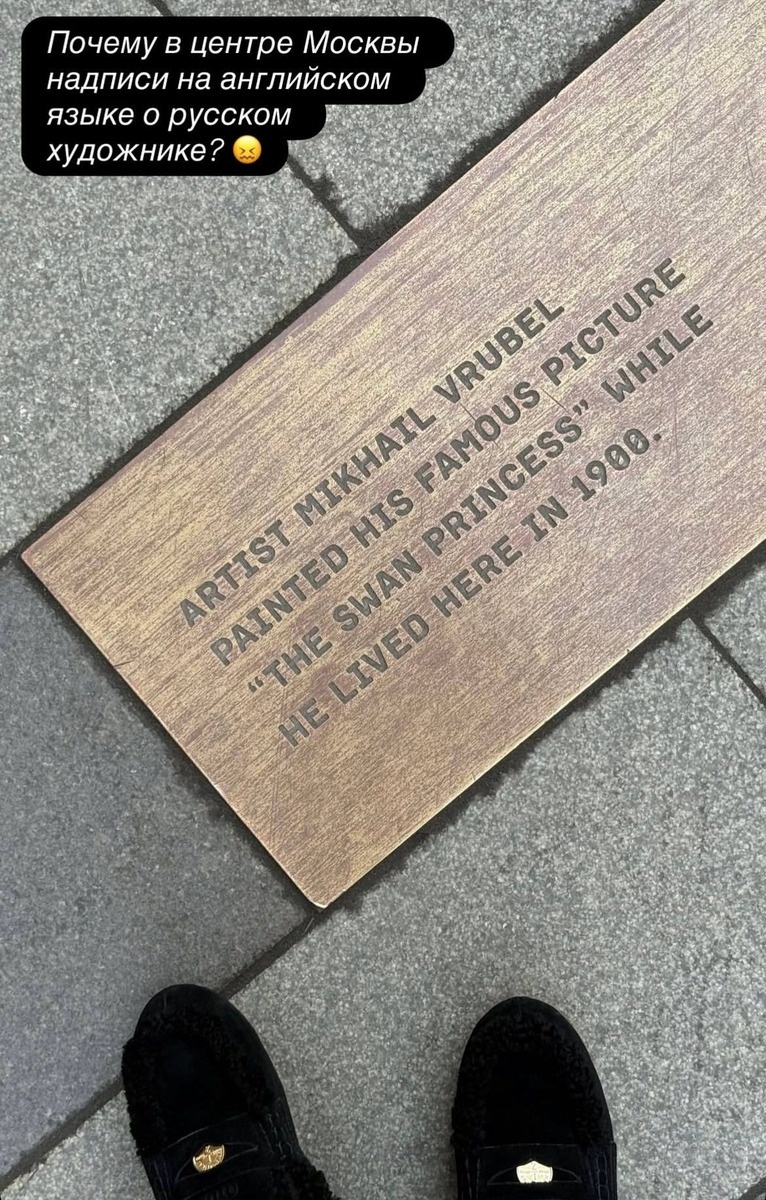 Почему в центре Москвы
надписи на английском
языке о русском
художнике? 😖
ARTIST MIKHAIL VRUBEL
PAINTED HIS FAMOUS PICTURE
“THE SWAN PRINCESS” WHILE
HE LIVED HERE IN 1900.